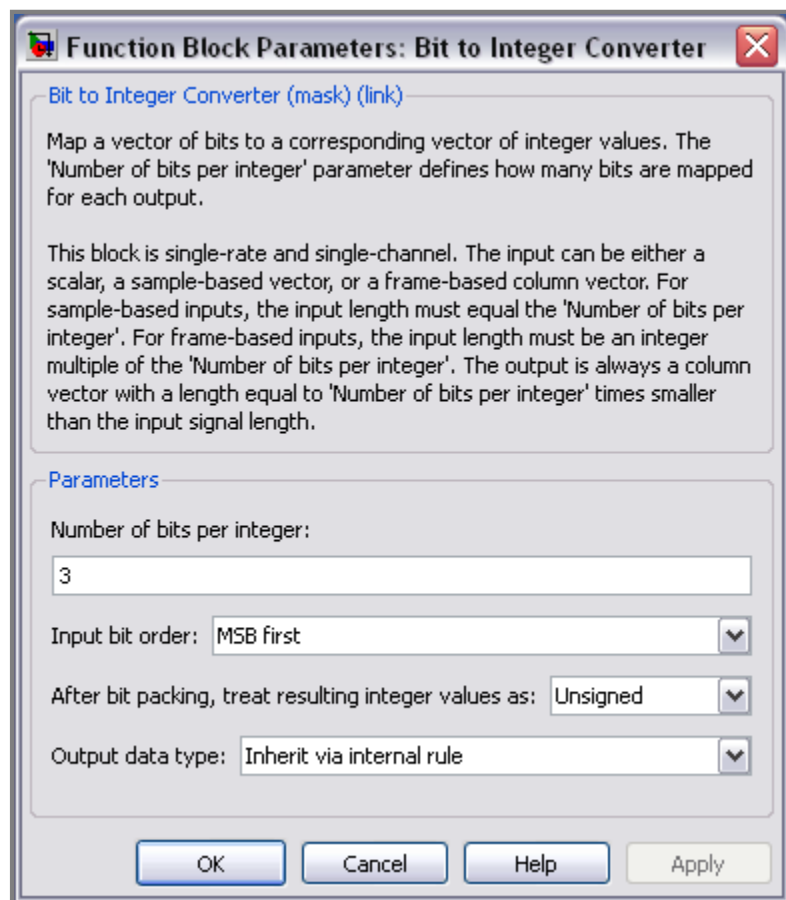 Function Block Parameters: Bit to Integer Converter
Bit to Integer Converter (mask) (link)
Map a vector of bits to a corresponding vector of integer values. The
'Number of bits per integer' parameter defines how many bits are mapped
for each output.
This block is single-rate and single-channel. The input can be either a
scalar, a sample-based vector, or a frame-based column vector. For
sample-based inputs, the input length must equal the 'Number of bits per
integer'. For frame-based inputs, the input length must be an integer
multiple of the 'Number of bits per integer'. The output is always a column
vector with a length equal to 'Number of bits per integer' times smaller
than the input signal length.
Parameters
Number of bits per integer:
3
Input bit order: MSB first
After bit packing, treat resulting integer values as: Unsigned
Output data type: Inherit via internal rule
OK Cancel Help Apply